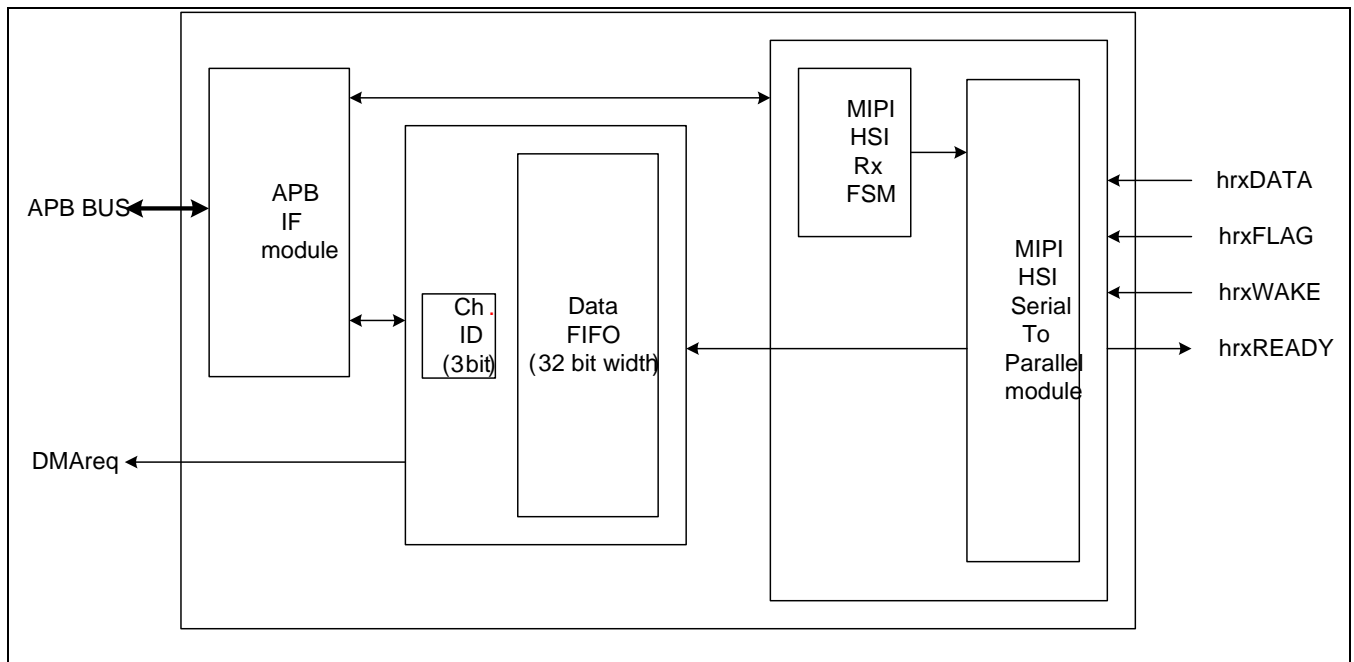 APB BUS
DMAreq
APB
IF
module
Ch.
ID
(3bit)
Data
FIFO
(32 bit width)
MIPI
HSI
Rx
FSM
MIPI
HSI
Serial
To
Parallel
module
hrxDATA
hrxFLAG
hrxWAKE
hrxREADY